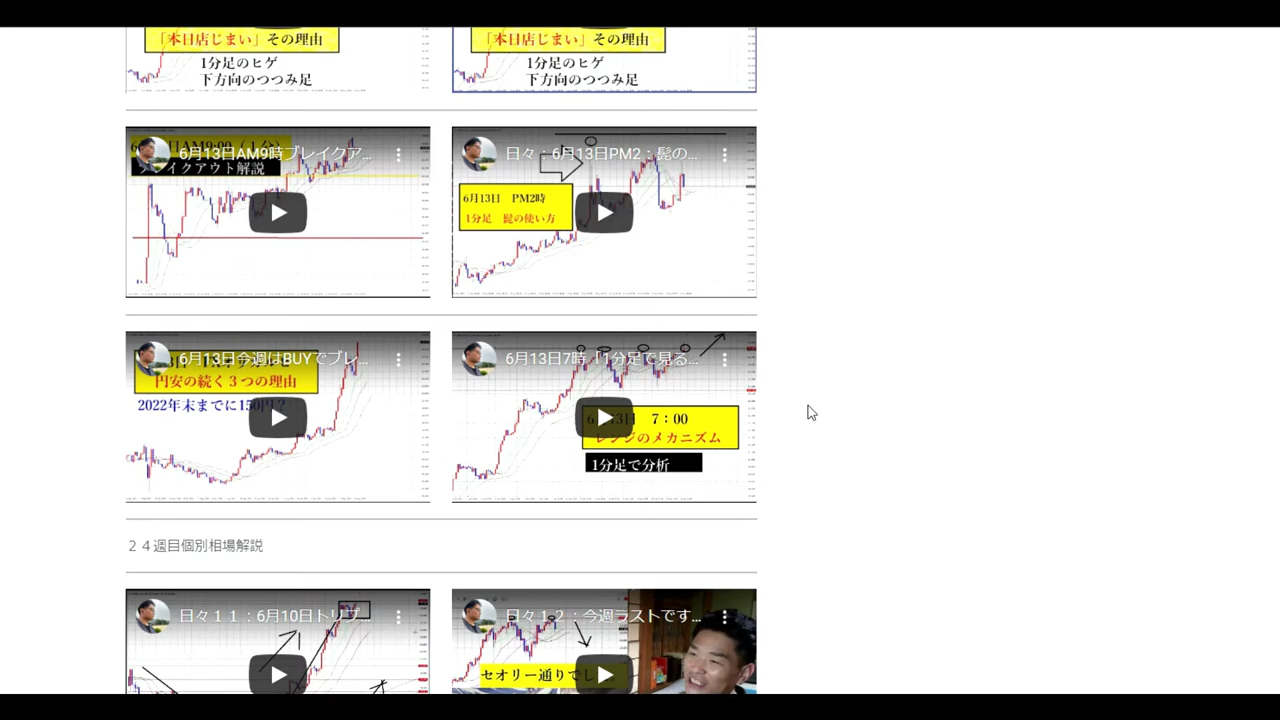 「本日店じまい」その理由
1分足のヒゲ
下方向のつつみ足
「本日店じまい」その理由
1分足のヒゲ
下方向のつつみ足
6月13日AM9時ブレイクア...
イクアウト解説
日々：6月13日PM2：髭の...
6月13日 PM2時
1分足 髭の使い方
6月13日今週はBUYでブレ...
円安の続く３つの理由
2022年末までに150円？
6月13日7時「1分足で見る...
6月13日 7：00
レンジのメカニズム
1分足で分析
２４週目個別相場解説
日々１１：6月10日トリプ...
日々１２：今週ラストです...
セオリー通りでし